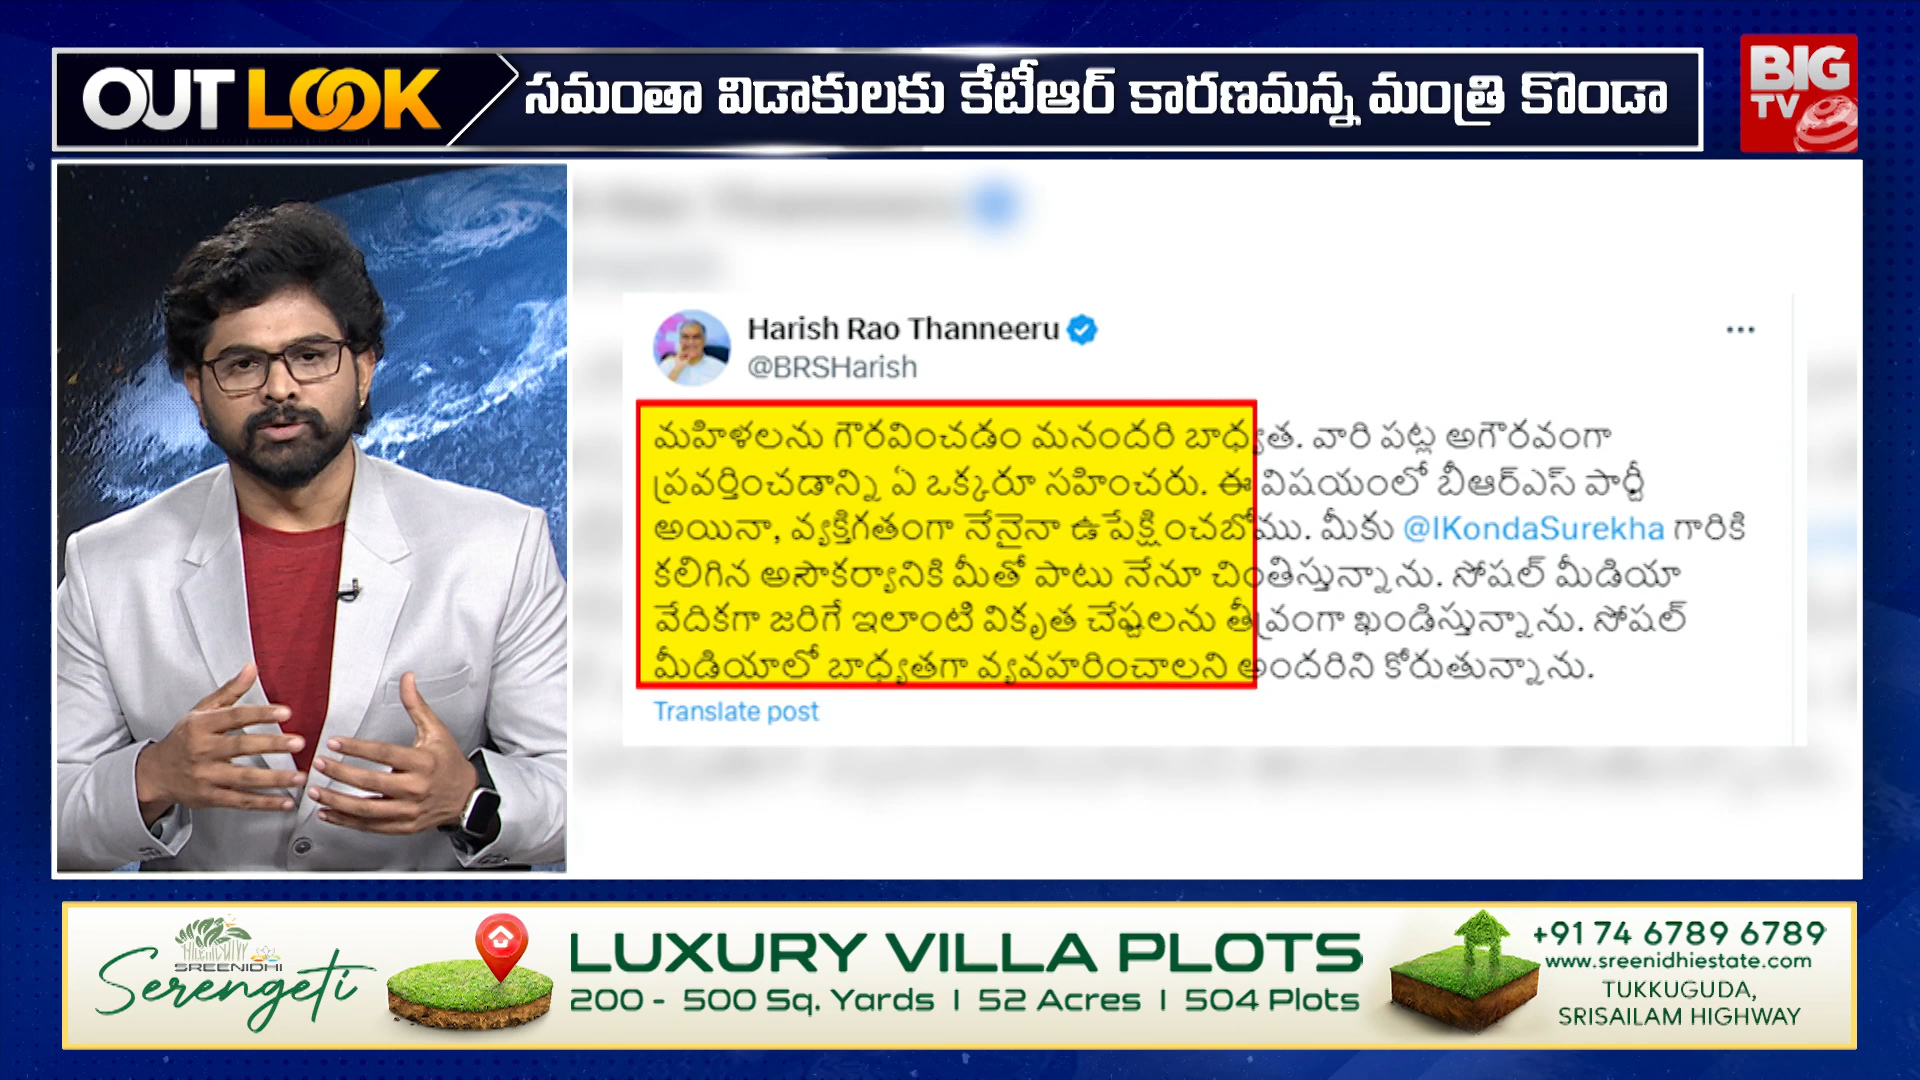 OUT LOOK
సమంతా విడాకులకు కేటీఆర్ కారణమన్న మంత్రి కొండా
BIG
TV
Harish Rao Thanneeru
@BRSHarish
మహిళలను గౌరవించడం మనందరి బాధ్యత. వారి పట్ల అగౌరవంగా
ప్రవర్తించడాన్ని ఏ ఒక్కరూ సహించరు. ఈ విషయంలో బీఆర్ఎస్ పార్టీ
అయినా, వ్యక్తిగతంగా నేనైనా ఉపేక్షించబోము. మీకు @IKondaSurekha గారికి
కలిగిన అసౌకర్యానికి మీతో పాటు నేనూ చింతిస్తున్నాను. సోషల్ మీడియా
వేదికగా జరిగే ఇలాంటి వికృత చేష్టలను తీవ్రంగా ఖండిస్తున్నాను. సోషల్
మీడియాలో బాధ్యతగా వ్యవహరించాలని అందరిని కోరుతున్నాను.
Translate post
SREENIDHI
Serengeti
LUXURY VILLA PLOTS
200 - 500 Sq. Yards | 52 Acres | 504 Plots
+91 74 6789 6789
www.sreenidhiestate.com
TUKKUGUDA,
SRISAILAM HIGHWAY